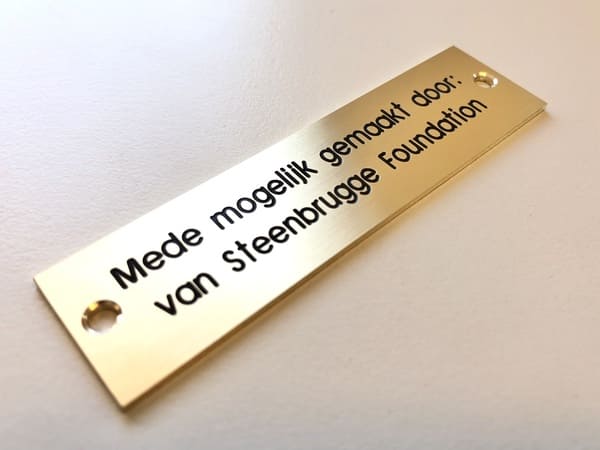 Mede mogelijk gemaakt door:
van Steenbrugge Foundation